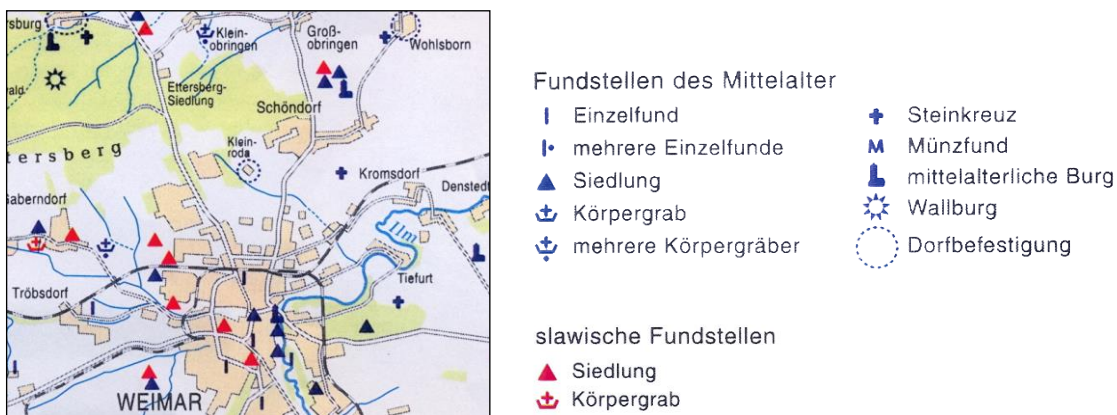 rsburg
Klein-
obringen
Groß-
obringen
Wohlsborn
wald
Ettersberg-
Siedlung
Schöndorf
ttersberg
Klein-
roda
Kromsdorf
Denstedt
Gaberndorf
Ilm
Tiefurt
Tröbsdorf
WEIMAR
Fundstellen des Mittelalter
Einzelfund
mehrere Einzelfunde
Siedlung
Körpergrab
mehrere Körpergräber
Steinkreuz
M Münzfund
mittelalterliche Burg
Wallburg
Dorfbefestigung
slawische Fundstellen
Siedlung
Körpergrab